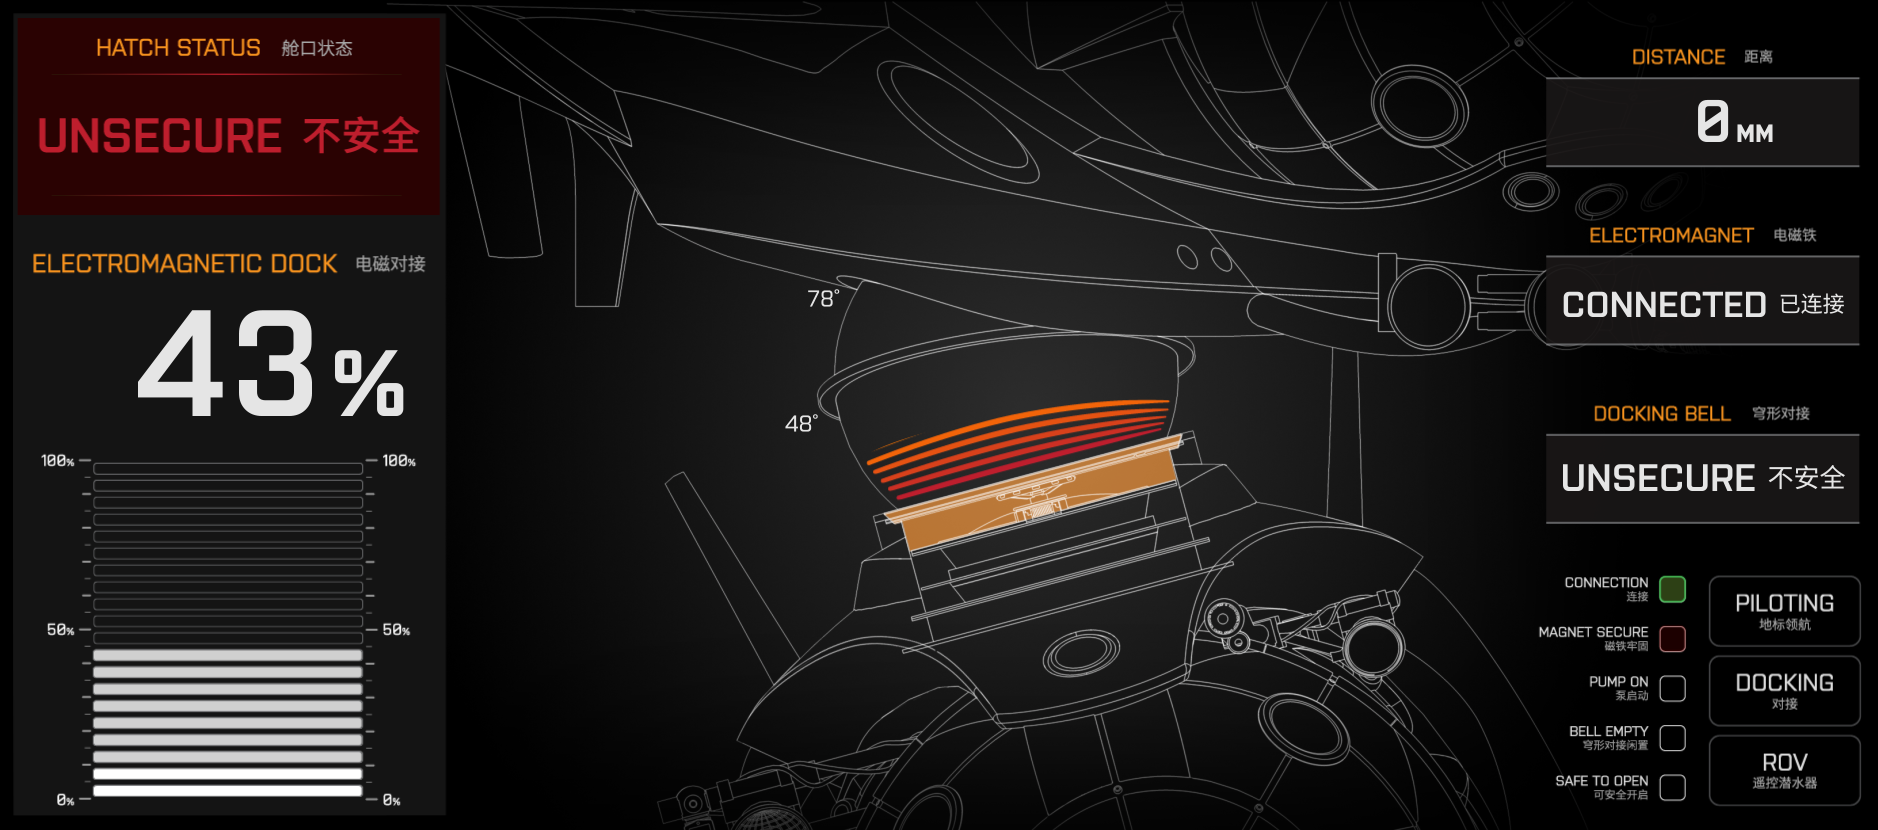 HATCH STATUS 舱口状态
UNSECURE 不安全
ELECTROMAGNETIC DOCK 电磁对接
43%
100% 100%
50% 50%
0% 0%
78°
48°
DISTANCE 距离
0 MM
ELECTROMAGNET 电磁铁
CONNECTED 已连接
DOCKING BELL 穹形对接
UNSECURE 不安全
CONNECTION
连接
MAGNET SECURE
磁铁牢固
PUMP ON
泵启动
BELL EMPTY
穹形对接闲置
SAFE TO OPEN
可安全开启
PILOTING
地标领航
DOCKING
对接
ROV
遥控潜水器